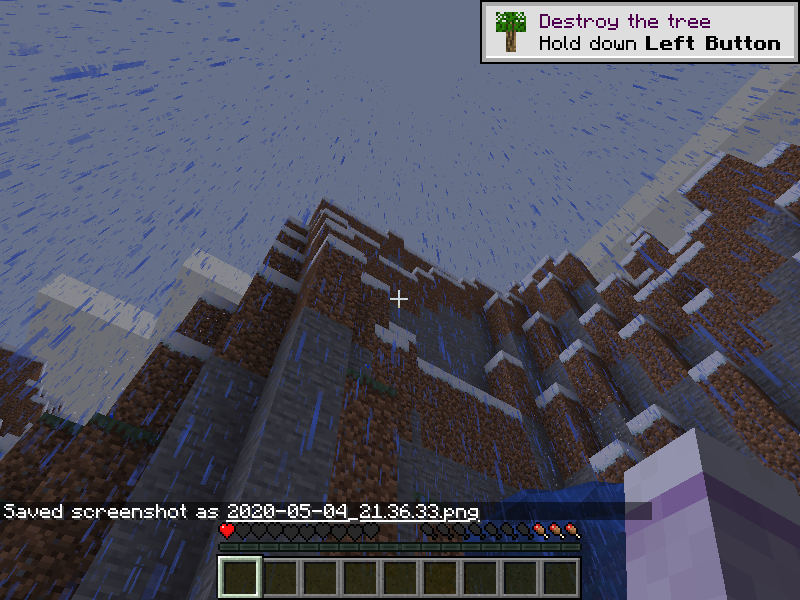 Destroy the tree
Hold down Left Button
Saved screenshot as 2020-05-04_21.36.33.png